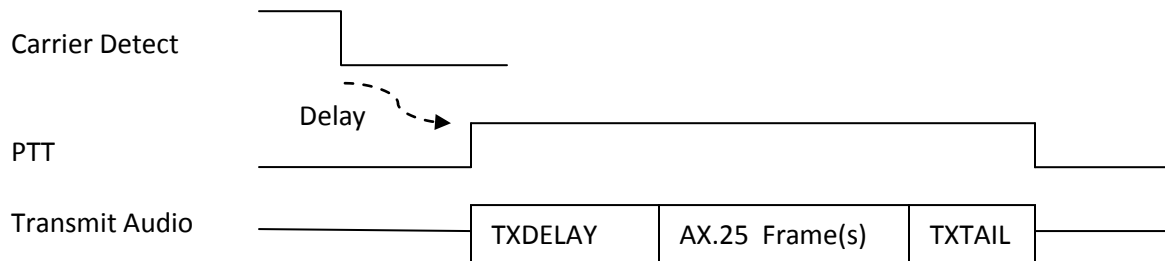 Carrier Detect
Delay
PTT
Transmit Audio
TXDELAY
AX.25 Frame(s)
TXTAIL